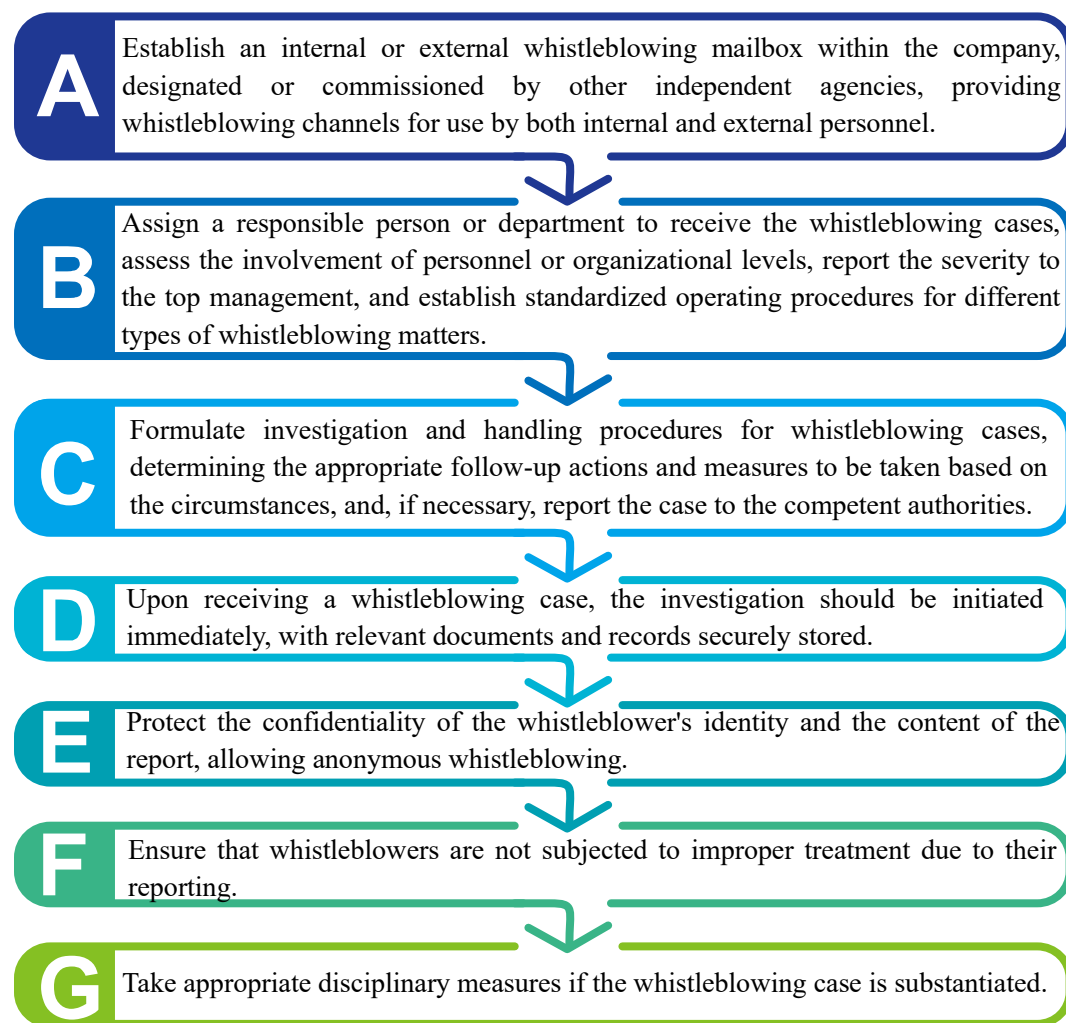 A
Establish an internal or external whistleblowing mailbox within the company,
designated or commissioned by other independent agencies, providing
whistleblowing channels for use by both internal and external personnel.
B
Assign a responsible person or department to receive the whistleblowing cases,
assess the involvement of personnel or organizational levels, report the severity to
the top management, and establish standardized operating procedures for different
types of whistleblowing matters.
C
Formulate investigation and handling procedures for whistleblowing cases,
determining the appropriate follow-up actions and measures to be taken based on
the circumstances, and, if necessary, report the case to the competent authorities.
D
Upon receiving a whistleblowing case, the investigation should be initiated
immediately, with relevant documents and records securely stored.
E
Protect the confidentiality of the whistleblower's identity and the content of the
report, allowing anonymous whistleblowing.
F
Ensure that whistleblowers are not subjected to improper treatment due to their
reporting.
G
Take appropriate disciplinary measures if the whistleblowing case is substantiated.